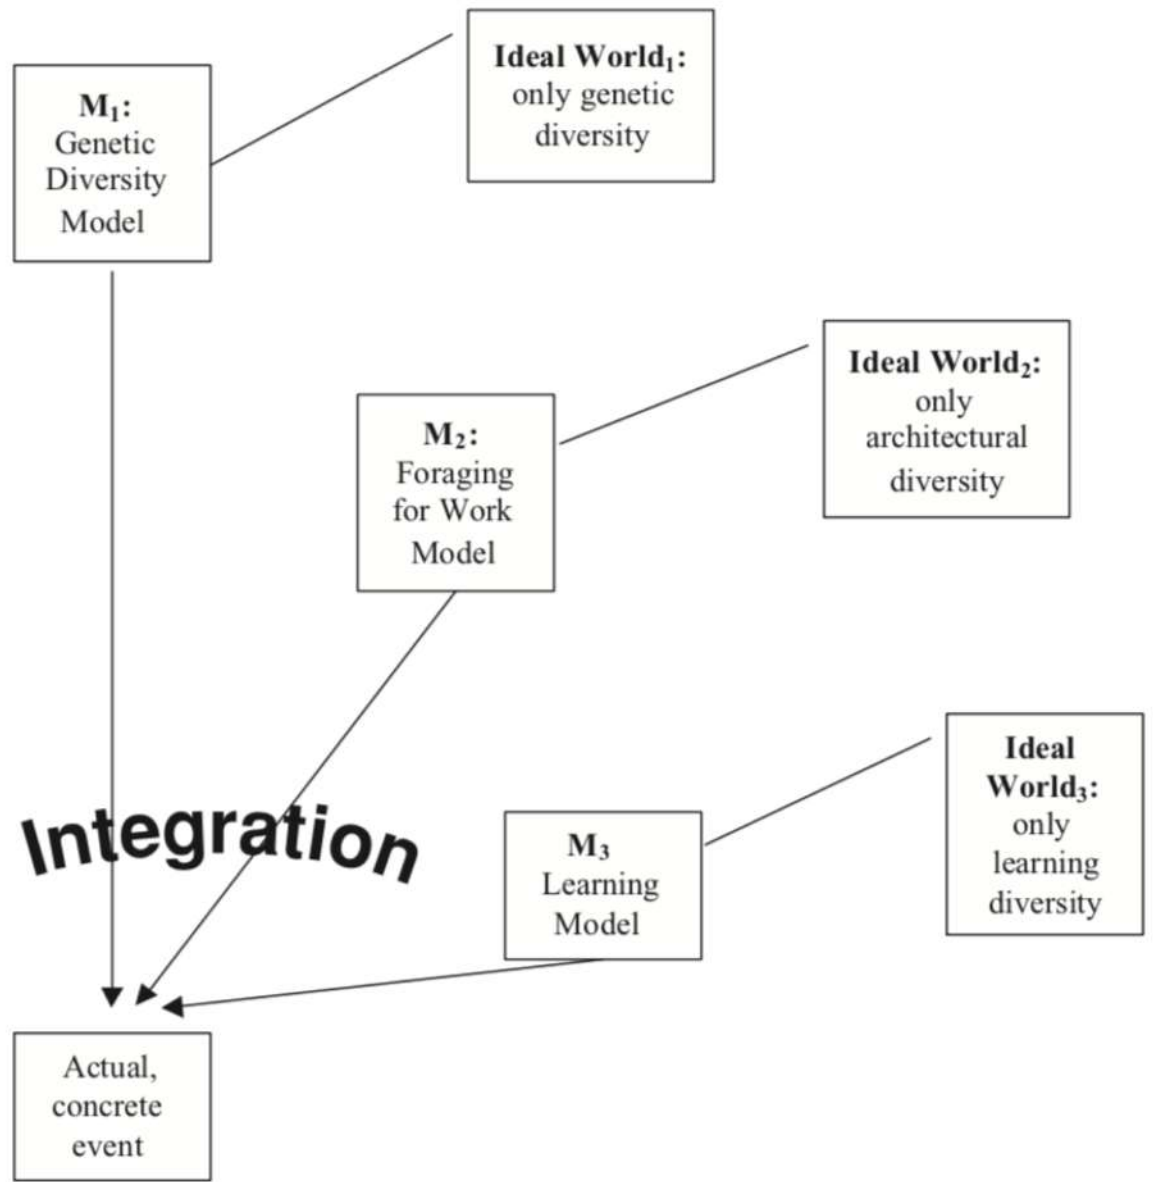 Ideal World₁:
only genetic
diversity
M₁:
Genetic
Diversity
Model
Ideal World₂:
only
architectural
diversity
M₂:
Foraging
for Work
Model
Ideal
World₃:
only
learning
diversity
Integration
M₃
Learning
Model
Actual,
concrete
event